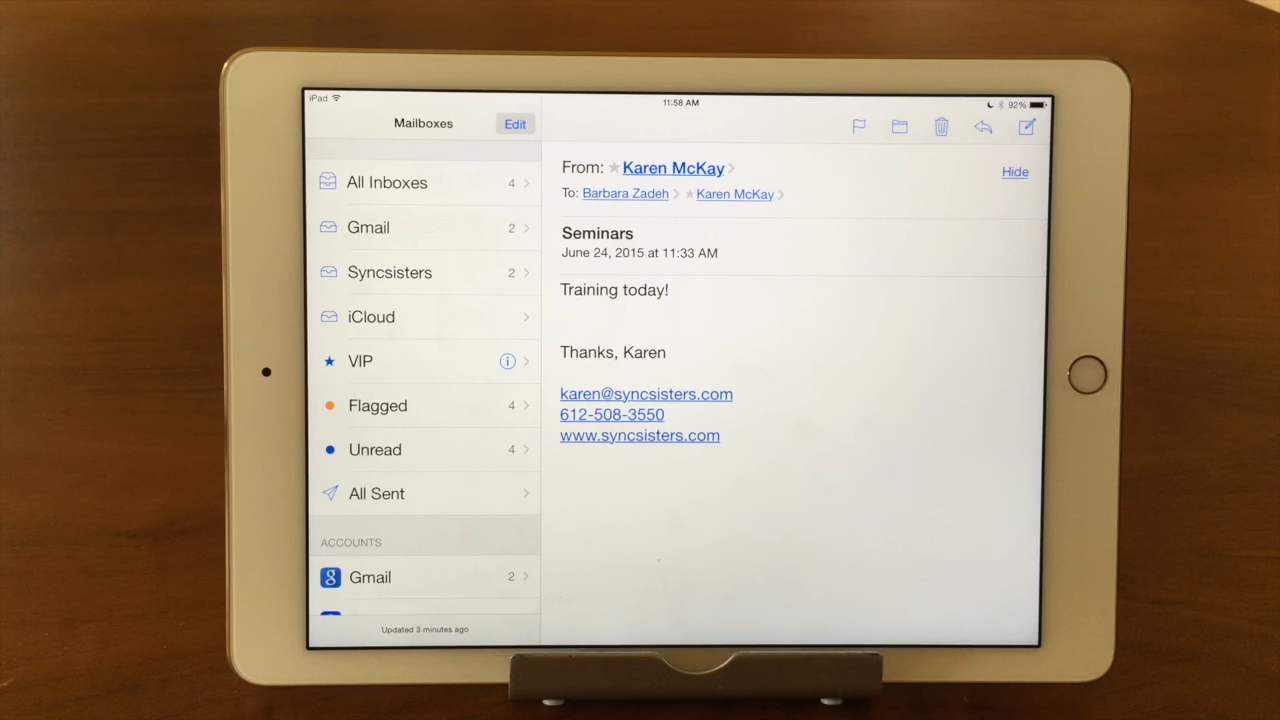 iPad
11:58 AM
92%
Mailboxes
Edit
All Inboxes 4
Gmail 2
Syncsisters 2
iCloud
VIP
Flagged 4
Unread 4
All Sent
ACCOUNTS
Gmail 2
Updated 3 minutes ago
From: Karen McKay
Hide
To: Barbara Zadeh Karen McKay
Seminars
June 24, 2015 at 11:33 AM
Training today!
Thanks, Karen
karen@syncsisters.com
612-508-3550
www.syncsisters.com